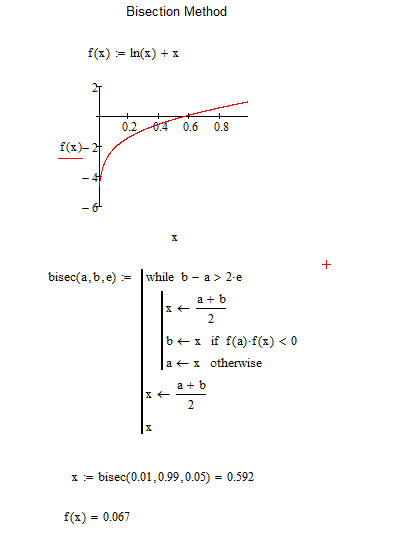 Bisection Method
f(x) := ln(x) + x
2
0.2 0.4 0.6 0.8
f(x) − 2
− 4
− 6
x
bisec(a,b,e) := while b − a > 2·e
x ← a + b
2
b ← x if f(a)·f(x) < 0
a ← x otherwise
x ← a + b
2
x
x := bisec(0.01,0.99,0.05) = 0.592
f(x) = 0.067